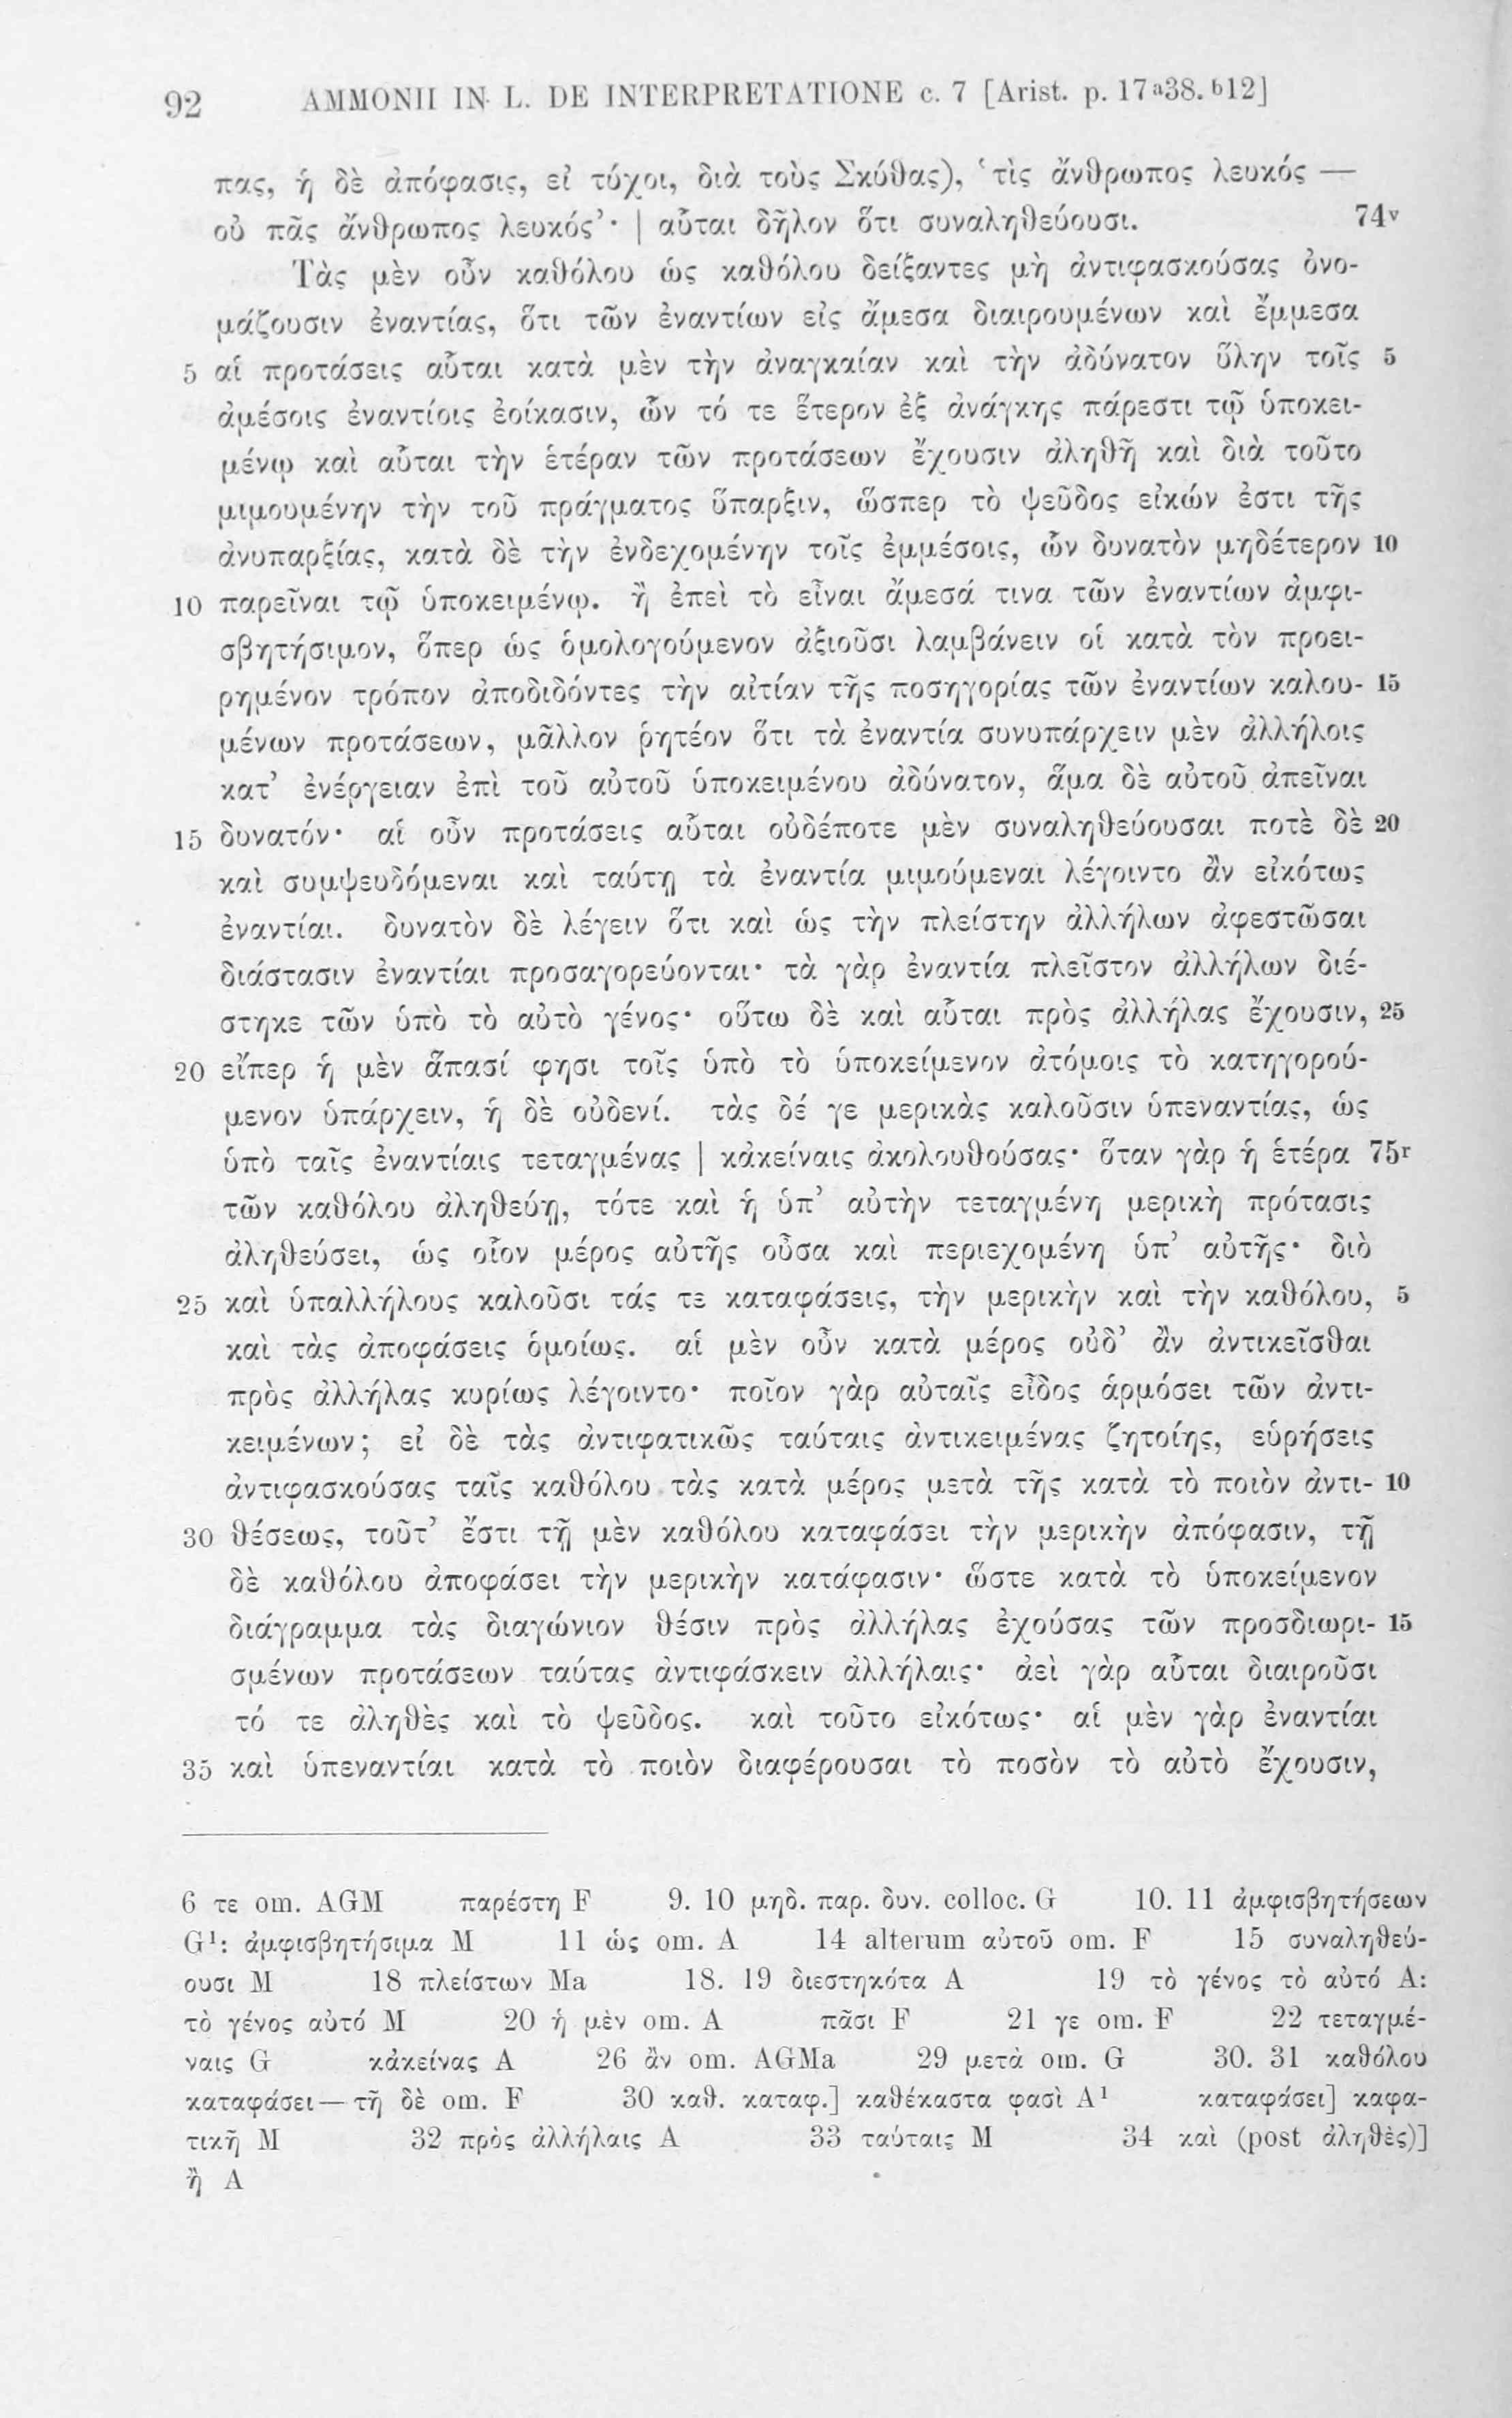 92 AMMONII IN L. DE INTERPRETATIONE c. 7 [Arist. p. 17a38. b12]
πας, ἡ δὲ ἀπόφασις, εἰ τύχοι, διὰ τοὺς Σκύθας), ‘τὶς ἄνθρωπος λευκός —
οὐ πᾶς ἄνθρωπος λευκός’· | αὗται δῆλον ὅτι συναληθεύουσι. 74v
Τὰς μὲν οὖν καθόλου ὡς καθόλου δείξαντες μὴ ἀντιφασκούσας ὀνο-
μάζουσιν ἐναντίας, ὅτι τῶν ἐναντίων εἰς ἄμεσα διαιρουμένων καὶ ἔμμεσα
5 αἱ προτάσεις αὗται κατὰ μὲν τὴν ἀναγκαίαν καὶ τὴν ἀδύνατον ὕλην τοῖς 5
ἀμέσοις ἐναντίοις ἐοίκασιν, ὧν τό τε ἕτερον ἐξ ἀνάγκης πάρεστι τῷ ὑποκει-
μένῳ καὶ αὗται τὴν ἑτέραν τῶν προτάσεων ἔχουσιν ἀληθῆ καὶ διὰ τοῦτο
μιμουμένην τὴν τοῦ πράγματος ὕπαρξιν, ὥσπερ τὸ ψεῦδος εἰκών ἐστι τῆς
ἀνυπαρξίας, κατὰ δὲ τὴν ἐνδεχομένην τοῖς ἐμμέσοις, ὧν δυνατὸν μηδέτερον 10
10 παρεῖναι τῷ ὑποκειμένῳ. ἢ ἐπεὶ τὸ εἶναι ἄμεσά τινα τῶν ἐναντίων ἀμφι-
σβητήσιμον, ὅπερ ὡς ὁμολογούμενον ἀξιοῦσι λαμβάνειν οἱ κατὰ τὸν προει-
ρημένον τρόπον ἀποδιδόντες τὴν αἰτίαν τῆς ποσηγορίας τῶν ἐναντίων καλου- 15
μένων προτάσεων, μᾶλλον ῥητέον ὅτι τὰ ἐναντία συνυπάρχειν μὲν ἀλλήλοις
κατ’ ἐνέργειαν ἐπὶ τοῦ αὐτοῦ ὑποκειμένου ἀδύνατον, ἅμα δὲ αὐτοῦ ἀπεῖναι
15 δυνατόν· αἱ οὖν προτάσεις αὗται οὐδέποτε μὲν συναληθεύουσαι ποτὲ δὲ 20
καὶ συμψευδόμεναι καὶ ταύτῃ τὰ ἐναντία μιμούμεναι λέγοιντο ἂν εἰκότως
ἐναντίαι. δυνατὸν δὲ λέγειν ὅτι καὶ ὡς τὴν πλείστην ἀλλήλων ἀφεστῶσαι
διάστασιν ἐναντίαι προσαγορεύονται· τὰ γὰρ ἐναντία πλεῖστον ἀλλήλων διέ-
στηκε τῶν ὑπὸ τὸ αὐτὸ γένος· οὕτω δὲ καὶ αὗται πρὸς ἀλλήλας ἔχουσιν, 25
20 εἴπερ ἡ μὲν ἅπασί φησι τοῖς ὑπὸ τὸ ὑποκείμενον ἀτόμοις τὸ κατηγορού-
μενον ὑπάρχειν, ἡ δὲ οὐδενί. τὰς δέ γε μερικὰς καλοῦσιν ὑπεναντίας, ὡς
ὑπὸ ταῖς ἐναντίαις τεταγμένας | κἀκείναις ἀκολουθούσας· ὅταν γὰρ ἡ ἑτέρα 75r
τῶν καθόλου ἀληθεύῃ, τότε καὶ ἡ ὑπ’ αὐτὴν τεταγμένη μερικὴ πρότασις
ἀληθεύσει, ὡς οἷον μέρος αὐτῆς οὖσα καὶ περιεχομένη ὑπ’ αὐτῆς· διὸ
25 καὶ ὑπαλλήλους καλοῦσι τάς τε καταφάσεις, τὴν μερικὴν καὶ τὴν καθόλου, 5
καὶ τὰς ἀποφάσεις ὁμοίως. αἱ μὲν οὖν κατὰ μέρος οὐδ’ ἂν ἀντικεῖσθαι
πρὸς ἀλλήλας κυρίως λέγοιντο· ποῖον γὰρ αὐταῖς εἶδος ἁρμόσει τῶν ἀντι-
κειμένων; εἰ δὲ τὰς ἀντιφατικῶς ταύταις ἀντικειμένας ζητοίης, εὑρήσεις
ἀντιφασκούσας ταῖς καθόλου τὰς κατὰ μέρος μετὰ τῆς κατὰ τὸ ποιὸν ἀντι- 10
30 θέσεως, τοῦτ’ ἔστι τῇ μὲν καθόλου καταφάσει τὴν μερικὴν ἀπόφασιν, τῇ
δὲ καθόλου ἀποφάσει τὴν μερικὴν κατάφασιν· ὥστε κατὰ τὸ ὑποκείμενον
διάγραμμα τὰς διαγώνιον θέσιν πρὸς ἀλλήλας ἐχούσας τῶν προσδιωρι- 15
σμένων προτάσεων ταύτας ἀντιφάσκειν ἀλλήλαις· ἀεὶ γὰρ αὗται διαιροῦσι
τό τε ἀληθὲς καὶ τὸ ψεῦδος. καὶ τοῦτο εἰκότως· αἱ μὲν γὰρ ἐναντίαι
35 καὶ ὑπεναντίαι κατὰ τὸ ποιὸν διαφέρουσαι τὸ ποσὸν τὸ αὐτὸ ἔχουσιν,
6 τε om. AGM παρέστη F 9. 10 μηδ. παρ. δυν. colloc. G 10. 11 ἀμφισβητήσεων
G1: ἀμφισβητήσιμα M 11 ὡς om. A 14 alterum αὐτοῦ om. F 15 συναληθεύ-
ουσι M 18 πλείστων Ma 18. 19 διεστηκότα A 19 τὸ γένος τὸ αὐτό A:
τὸ γένος αὐτό M 20 ἡ μὲν om. A πᾶσι F 21 γε om. F 22 τεταγμέ-
ναις G κἀκείνας A 26 ἂν om. AGMa 29 μετὰ om. G 30. 31 καθόλου
καταφάσει — τῇ δὲ om. F 30 καθ. καταφ.] καθέκαστα φασὶ A1 καταφάσει] καφα-
τικῇ M 32 πρὸς ἀλλήλαις A 33 ταύταις M 34 καὶ (post ἀληθὲς)]
ἢ A